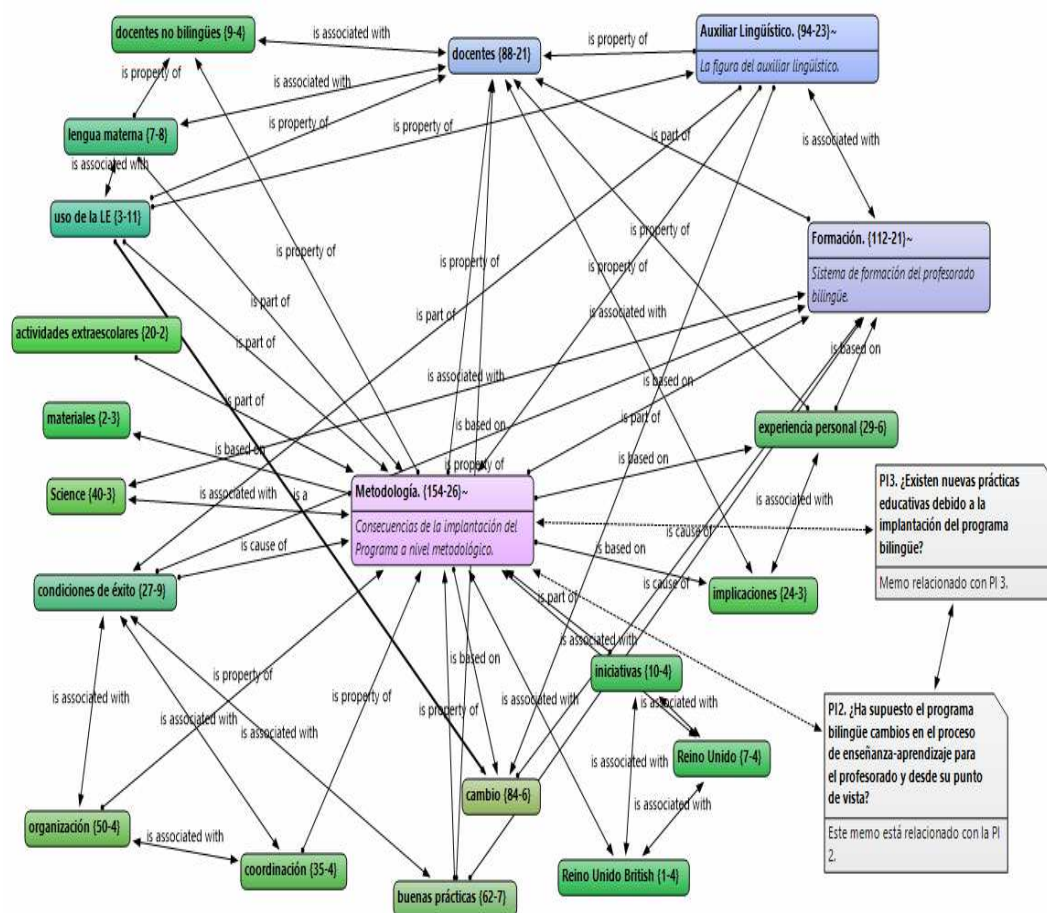 docentes no bilingües {9-4}
is associated with
docentes {88-21}
is property of
Auxiliar Lingüístico. {94-23}~
La figura del auxiliar lingüístico.
is property of
is associated with
lengua materna {7-8}
is property of
is property of
is part of
is associated with
is associated with
uso de la LE {3-11}
Formación. {112-21}~
Sistema de formación del profesorado
bilingüe.
is property of
is property of
is associated with
is part of
is part of
actividades extraescolares {20-2}
is part of
is associated with
is based on
is based on
is part of
materiales {2-3}
is based on
is based on
experiencia personal {29-6}
is property of
is based on
Science {40-3}
is associated with
is a
Metodología. {154-26}~
Consecuencias de la implantación del
Programa a nivel metodológico.
is associated with
PI3. ¿Existen nuevas prácticas
educativas debido a la
implantación del programa
bilingüe?
Memo relacionado con PI 3.
is cause of
is based on
is cause of
condiciones de éxito {27-9}
implicaciones {24-3}
is part of
is associated with
is based on
iniciativas {10-4}
is property of
is associated with
is property of
is associated with
is associated with
is property of
is associated with
is associated with
PI2. ¿Ha supuesto el programa
bilingüe cambios en el proceso
de enseñanza-aprendizaje para
el profesorado y desde su punto
de vista?
Este memo está relacionado con la PI
2.
Reino Unido {7-4}
is associated with
cambio {84-6}
is associated with
organización {50-4}
is associated with
coordinación {35-4}
buenas prácticas {62-7}
Reino Unido British {1-4}